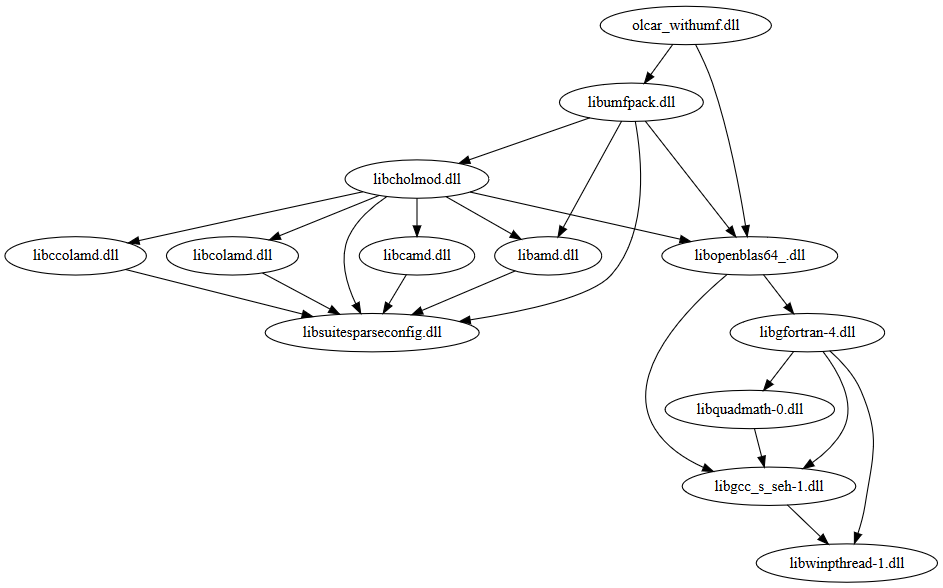 olcar_withumf.dll
libumfpack.dll
libcholmod.dll
libccolamd.dll
libcolamd.dll
libcamd.dll
libamd.dll
libopenblas64_.dll
libsuitesparseconfig.dll
libgfortran-4.dll
libquadmath-0.dll
libgcc_s_seh-1.dll
libwinpthread-1.dll